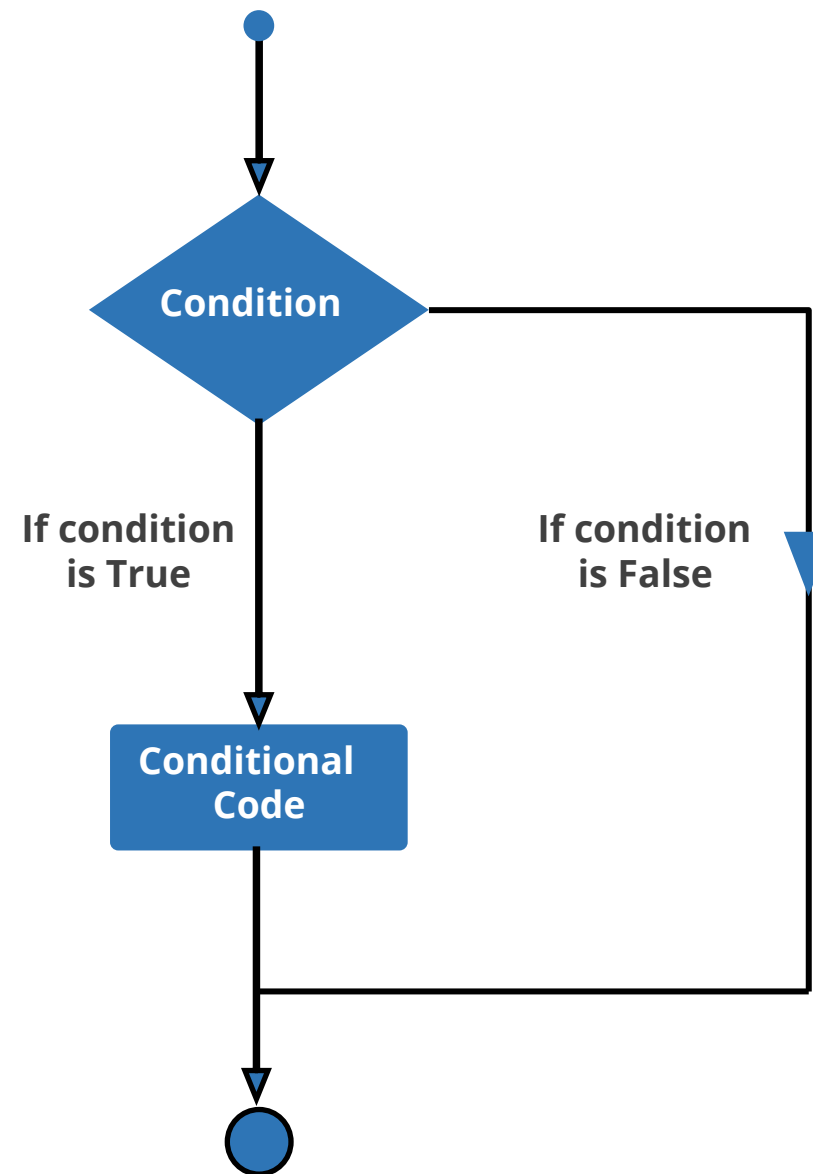 Condition
If condition
is True
If condition
is False
Conditional
Code